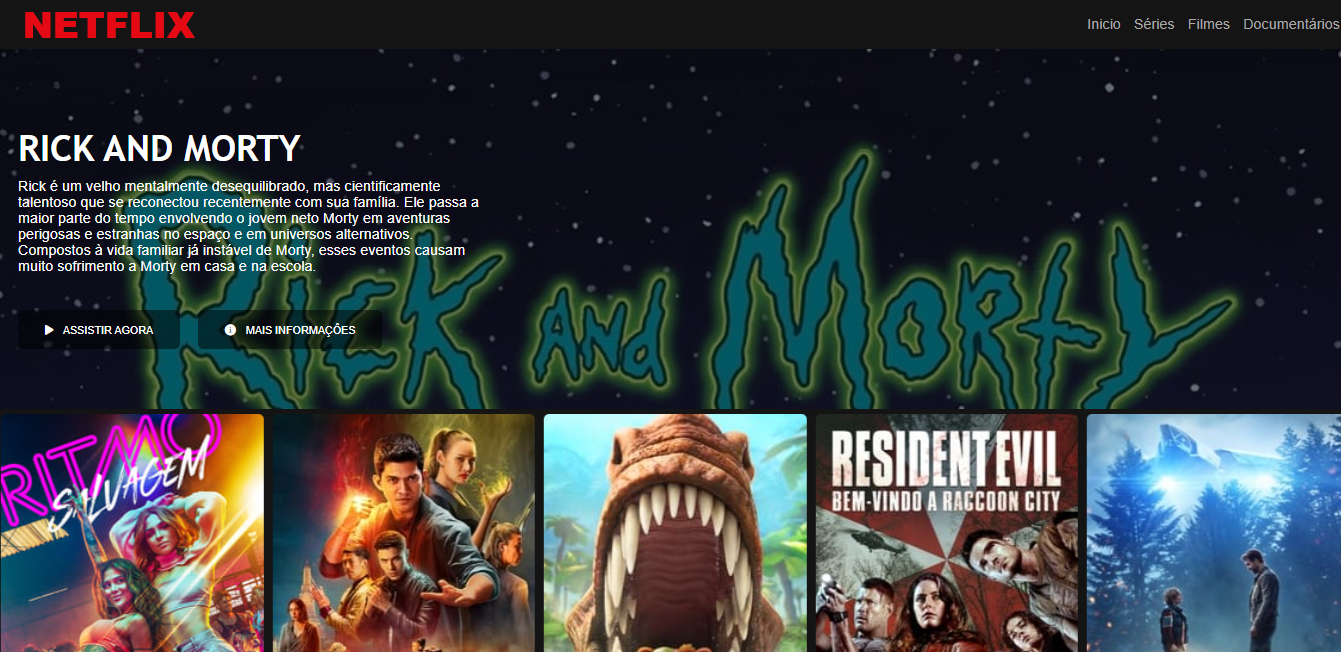 NETFLIX
Inicio Séries Filmes Documentários
RICK AND MORTY
Rick é um velho mentalmente desequilibrado, mas cientificamente
talentoso que se reconectou recentemente com sua família. Ele passa a
maior parte do tempo envolvendo o jovem neto Morty em aventuras
perigosas e estranhas no espaço e em universos alternativos.
Compostos à vida familiar já instável de Morty, esses eventos causam
muito sofrimento a Morty em casa e na escola.
RICK AND MORTY
ASSISTIR AGORA MAIS INFORMAÇÕES
RITMO
SELVAGEM
RESIDENT EVIL
BEM-VINDO A RACCOON CITY